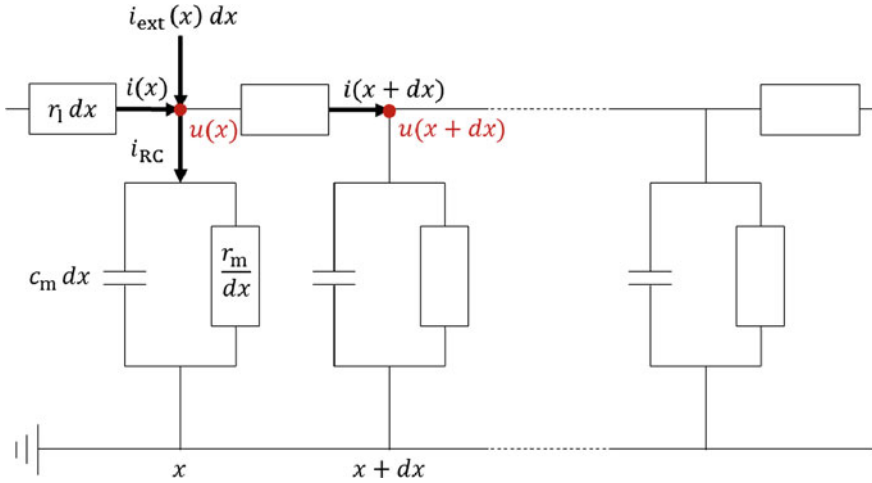 i_ext(x) dx
r_l dx
i(x)
i(x + dx)
u(x)
u(x + dx)
i_RC
c_m dx
r_m
dx
x
x + dx